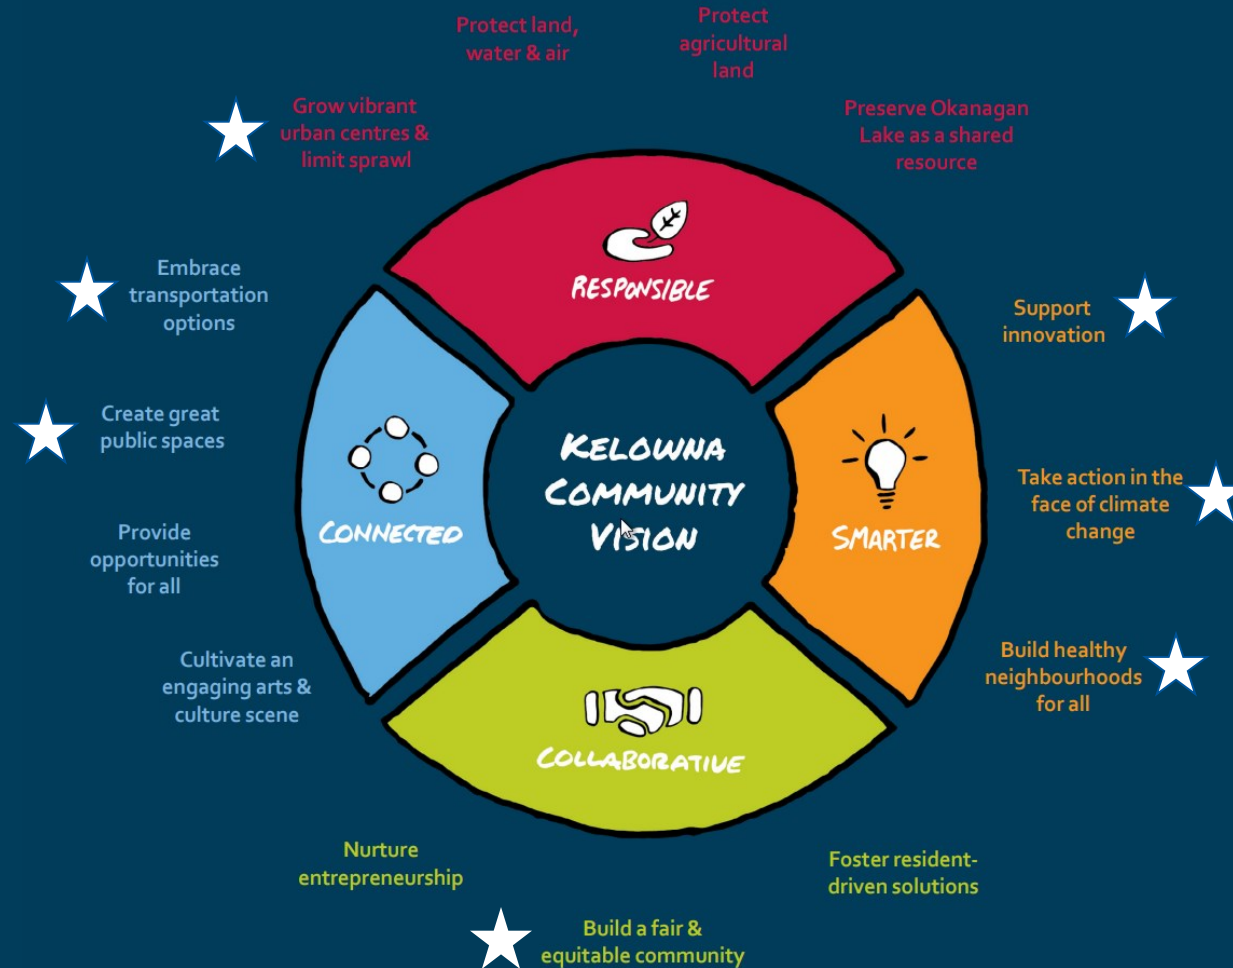 Protect land,
water & air
Protect
agricultural
land
Grow vibrant
urban centres &
limit sprawl
Preserve Okanagan
Lake as a shared
resource
RESPONSIBLE
Embrace
transportation
options
Create great
public spaces
Provide
opportunities
for all
Cultivate an
engaging arts &
culture scene
CONNECTED
KELOWNA
COMMUNITY
VISION
SMARTER
Support
innovation
Take action in the
face of climate
change
Build healthy
neighbourhoods
for all
COLLABORATIVE
Nurture
entrepreneurship
Build a fair &
equitable community
Foster resident-
driven solutions